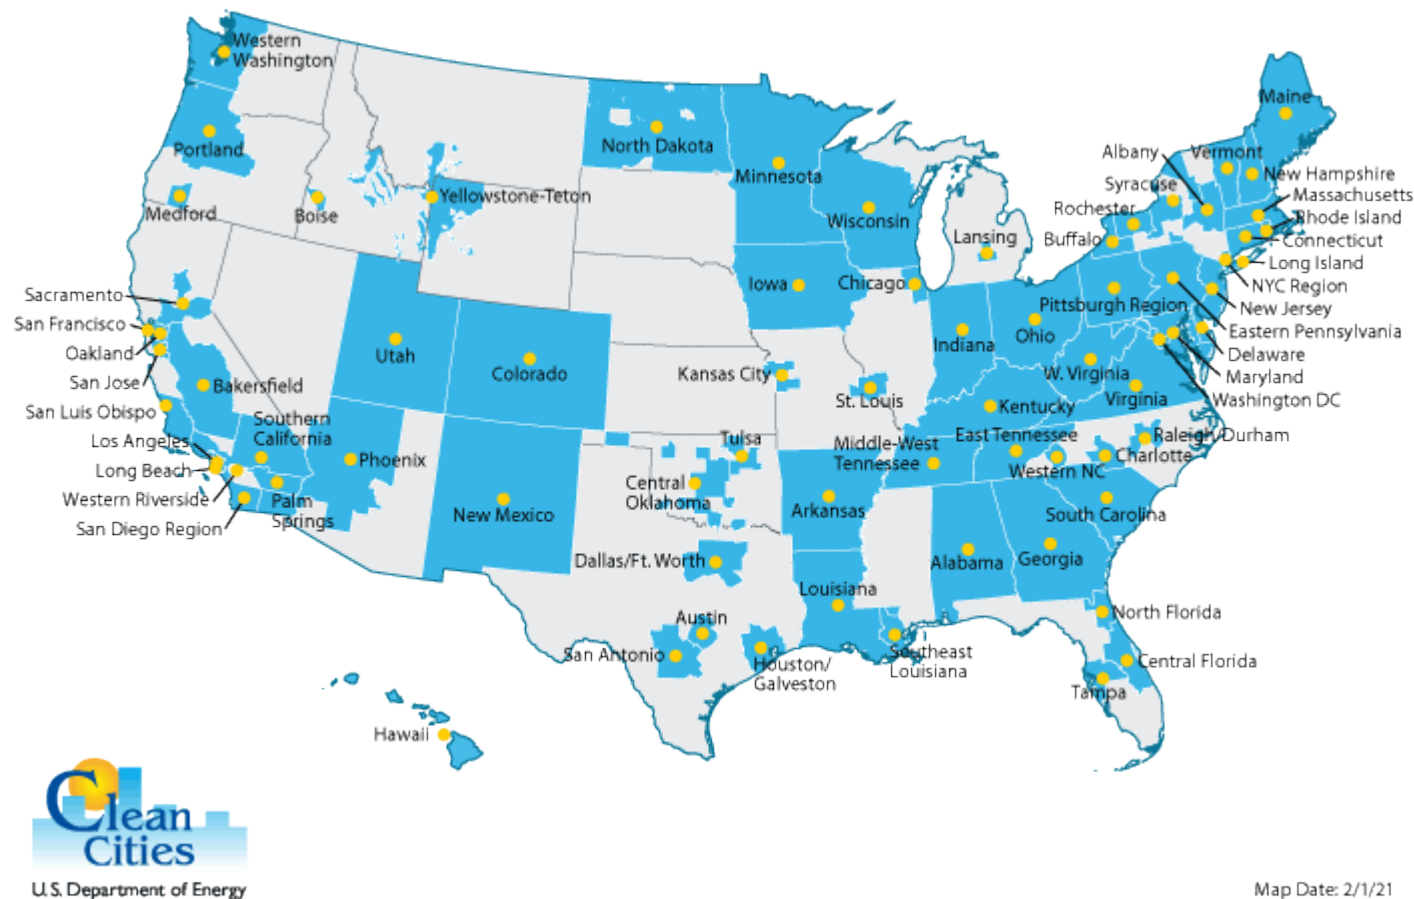 Western
Washington
Portland
Medford
Boise
Yellowstone-Teton
North Dakota
Minnesota
Wisconsin
Lansing
Iowa
Chicago
Maine
Albany
Vermont
Syracuse
New Hampshire
Massachusetts
Rochester
Rhode Island
Buffalo
Connecticut
Long Island
NYC Region
New Jersey
Pittsburgh Region
Eastern Pennsylvania
Delaware
Maryland
Washington DC
Sacramento
San Francisco
Oakland
San Jose
San Luis Obispo
Bakersfield
Southern
California
Los Angeles
Long Beach
Western Riverside
San Diego Region
Palm
Springs
Utah
Colorado
Phoenix
New Mexico
Kansas City
St. Louis
Indiana
Ohio
W. Virginia
Virginia
Kentucky
Tulsa
Central
Oklahoma
Middle-West
Tennessee
East Tennessee
Western NC
Raleigh/Durham
Charlotte
Arkansas
South Carolina
Dallas/Ft. Worth
Louisiana
Alabama
Georgia
Austin
San Antonio
Houston/
Galveston
Southeast
Louisiana
North Florida
Central Florida
Tampa
Hawaii
Clean
Cities
U.S. Department of Energy
Map Date: 2/1/21